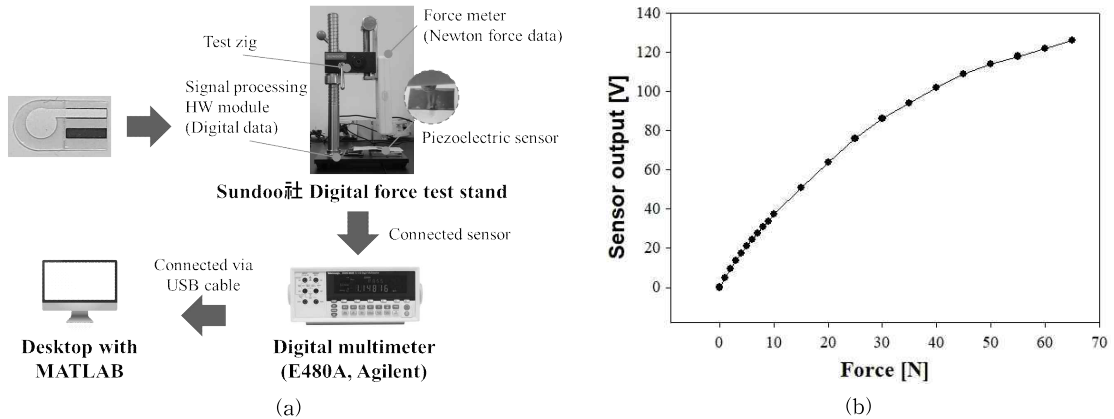 Force meter
(Newton force data)
Test zig
Signal processing
HW module
(Digital data)
Piezoelectric sensor
Sundoo社 Digital force test stand
Connected sensor
Connected via
USB cable
Desktop with
MATLAB
Digital multimeter
(E480A, Agilent)
(a)
140
120
100
80
60
40
20
0
Sensor output [V]
0 10 20 30 40 50 60 70
Force [N]
(b)